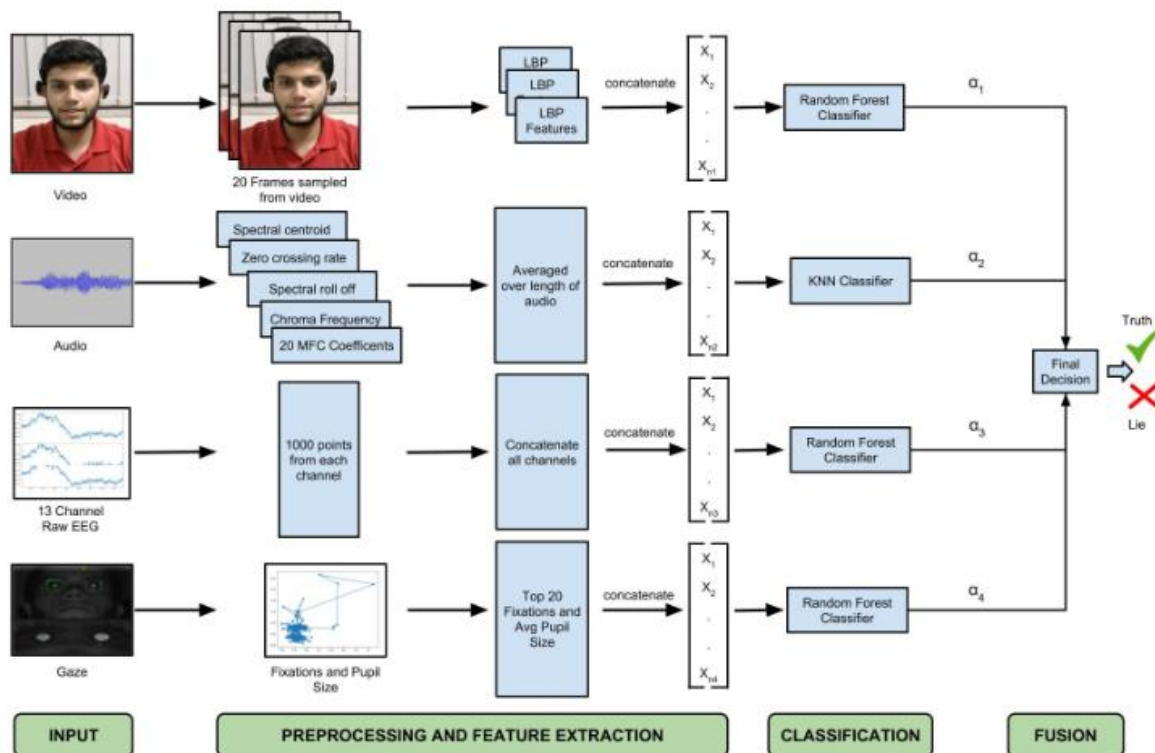 LBP
LBP
LBP
Features
concatenate
X1
X2
.
.
Xn1
Random Forest
Classifier
α1
Video
20 Frames sampled
from video
Spectral centroid
Zero crossing rate
Spectral roll off
Chroma Frequency
20 MFC Coefficents
Averaged
over length of
audio
concatenate
X1
X2
.
.
Xn2
KNN Classifier
α2
Audio
Truth
Final
Decision
Lie
1000 points
from each
channel
Concatenate
all channels
concatenate
X1
X2
.
.
Xn3
Random Forest
Classifier
α3
13 Channel
Raw EEG
Top 20
Fixations and
Avg Pupil
Size
concatenate
X1
X2
.
.
Xn4
Random Forest
Classifier
α4
Gaze
Fixations and Pupil
Size
INPUT
PREPROCESSING AND FEATURE EXTRACTION
CLASSIFICATION
FUSION